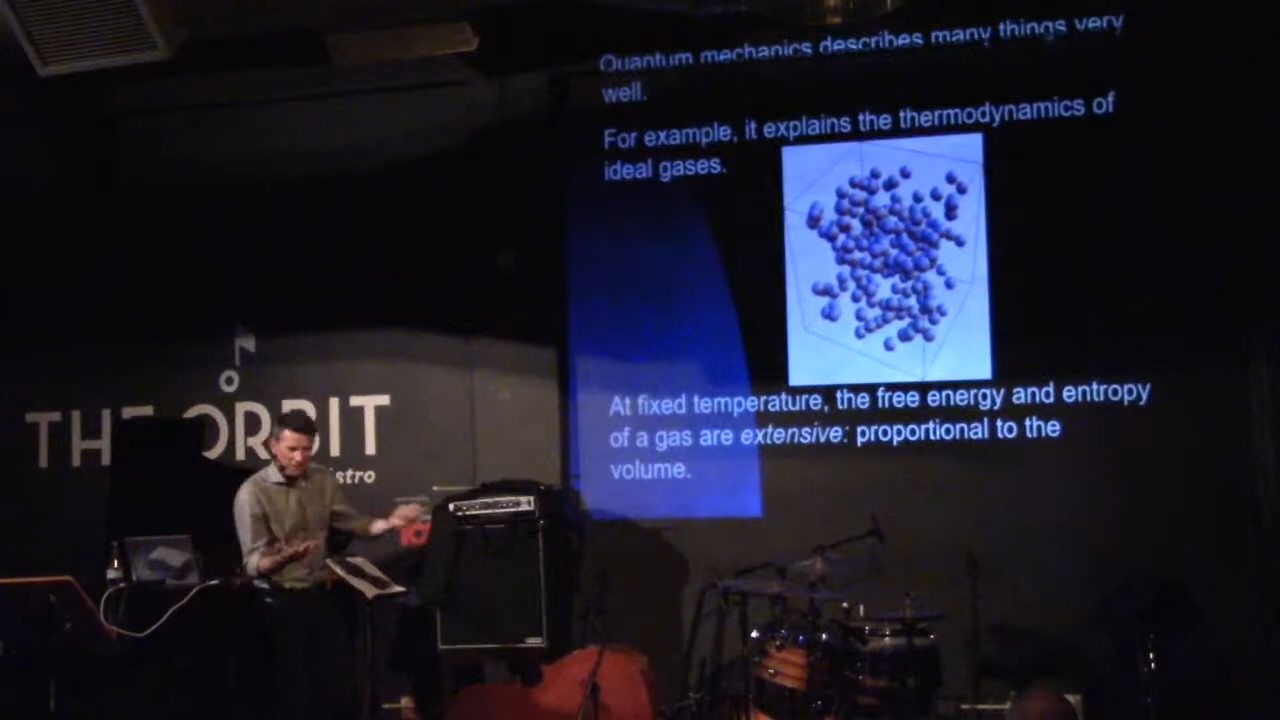 Quantum mechanics describes many things very
well.
For example, it explains the thermodynamics of
ideal gases.
At fixed temperature, the free energy and entropy
of a gas are extensive: proportional to the
volume.
THE ORBIT
istro